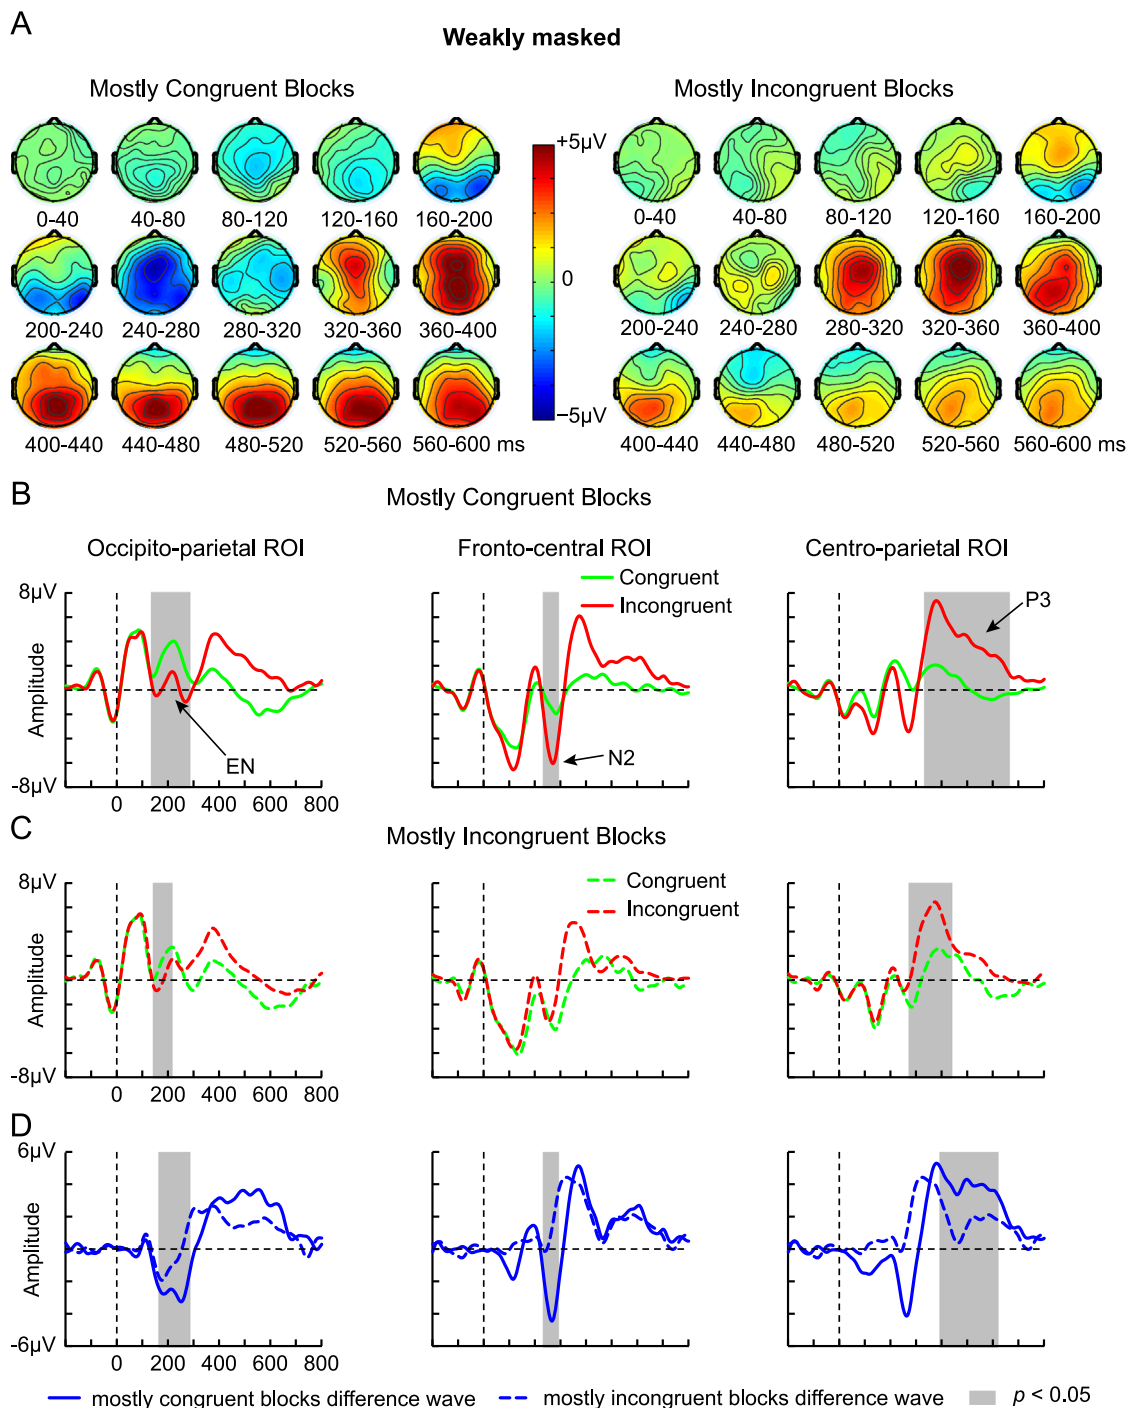 A
Weakly masked
Mostly Congruent Blocks
Mostly Incongruent Blocks
+5µV
0
−5µV
0-40 40-80 80-120 120-160 160-200
200-240 240-280 280-320 320-360 360-400
400-440 440-480 480-520 520-560 560-600 ms
0-40 40-80 80-120 120-160 160-200
200-240 240-280 280-320 320-360 360-400
400-440 440-480 480-520 520-560 560-600 ms
B
Mostly Congruent Blocks
Occipito-parietal ROI
Fronto-central ROI
Centro-parietal ROI
8µV
Amplitude
-8µV
EN
0 200 400 600 800
Congruent
Incongruent
N2
P3
C
Mostly Incongruent Blocks
8µV
Amplitude
-8µV
0 200 400 600 800
Congruent
Incongruent
D
6µV
Amplitude
-6µV
0 200 400 600 800
mostly congruent blocks difference wave
mostly incongruent blocks difference wave
p < 0.05